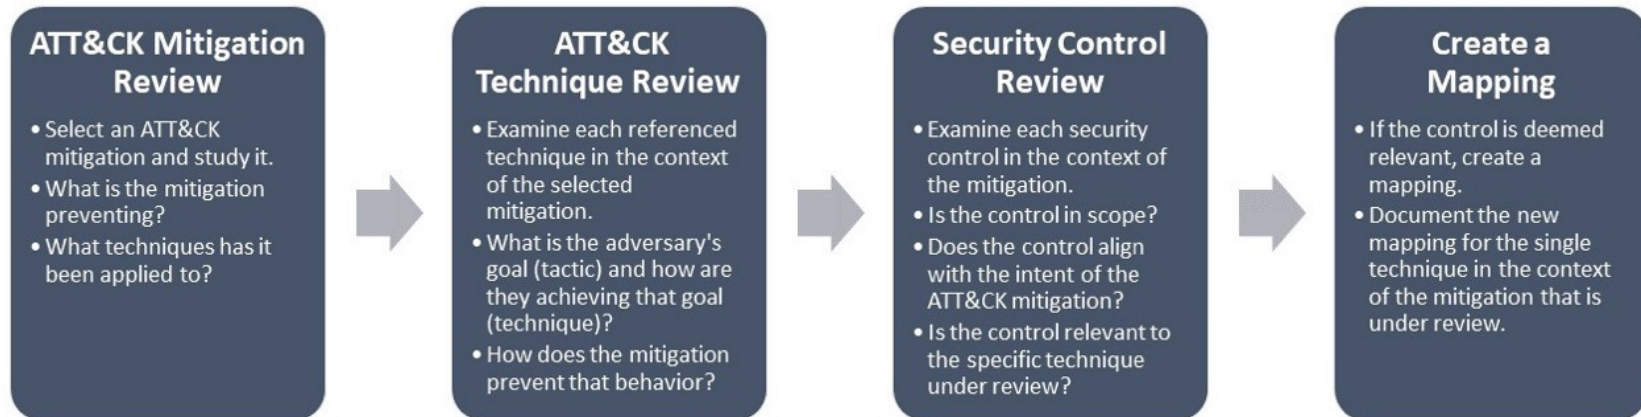 ATT&CK Mitigation
Review
• Select an ATT&CK
mitigation and study it.
• What is the mitigation
preventing?
• What techniques has it
been applied to?
ATT&CK
Technique Review
• Examine each referenced
technique in the context
of the selected
mitigation.
• What is the adversary's
goal (tactic) and how are
they achieving that goal
(technique)?
• How does the mitigation
prevent that behavior?
Security Control
Review
• Examine each security
control in the context of
the mitigation.
• Is the control in scope?
• Does the control align
with the intent of the
ATT&CK mitigation?
• Is the control relevant to
the specific technique
under review?
Create a
Mapping
• If the control is deemed
relevant, create a
mapping.
• Document the new
mapping for the single
technique in the context
of the mitigation that is
under review.